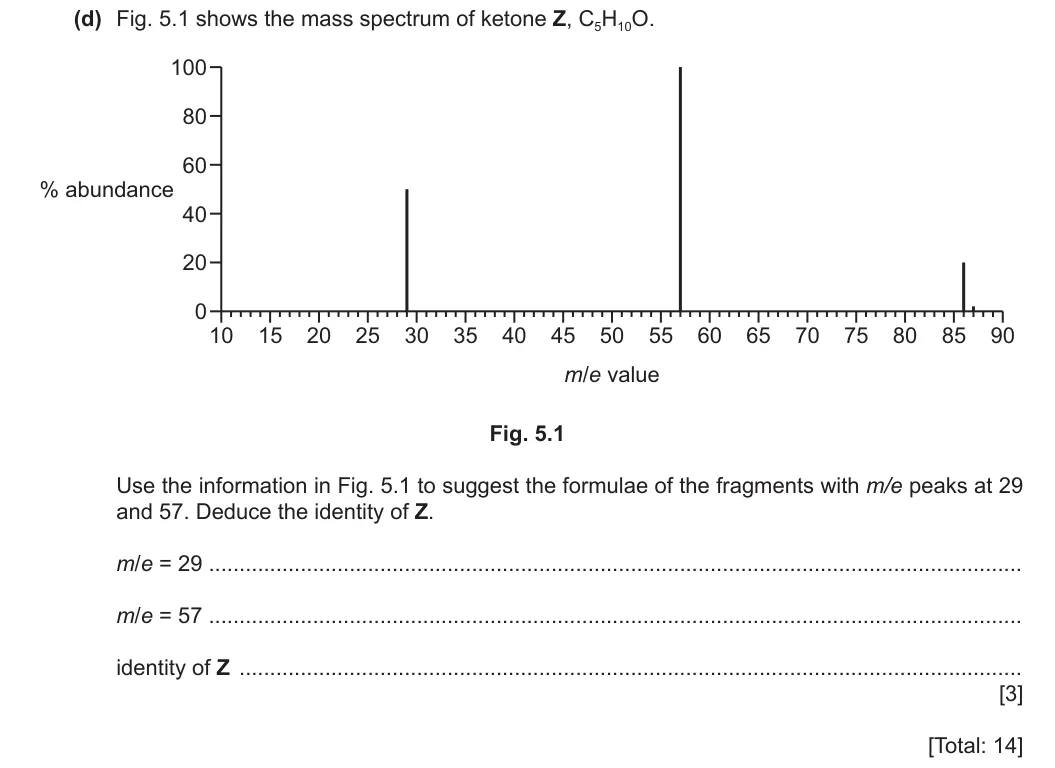 (d) Fig. 5.1 shows the mass spectrum of ketone Z, C₅H₁₀O.
100
80
60
% abundance
40
20
0
10 15 20 25 30 35 40 45 50 55 60 65 70 75 80 85 90
m/e value
Fig. 5.1
Use the information in Fig. 5.1 to suggest the formulae of the fragments with m/e peaks at 29
and 57. Deduce the identity of Z.
m/e = 29 ........................................................................................................................................
m/e = 57 ........................................................................................................................................
identity of Z ...................................................................................................................................
[3]
[Total: 14]